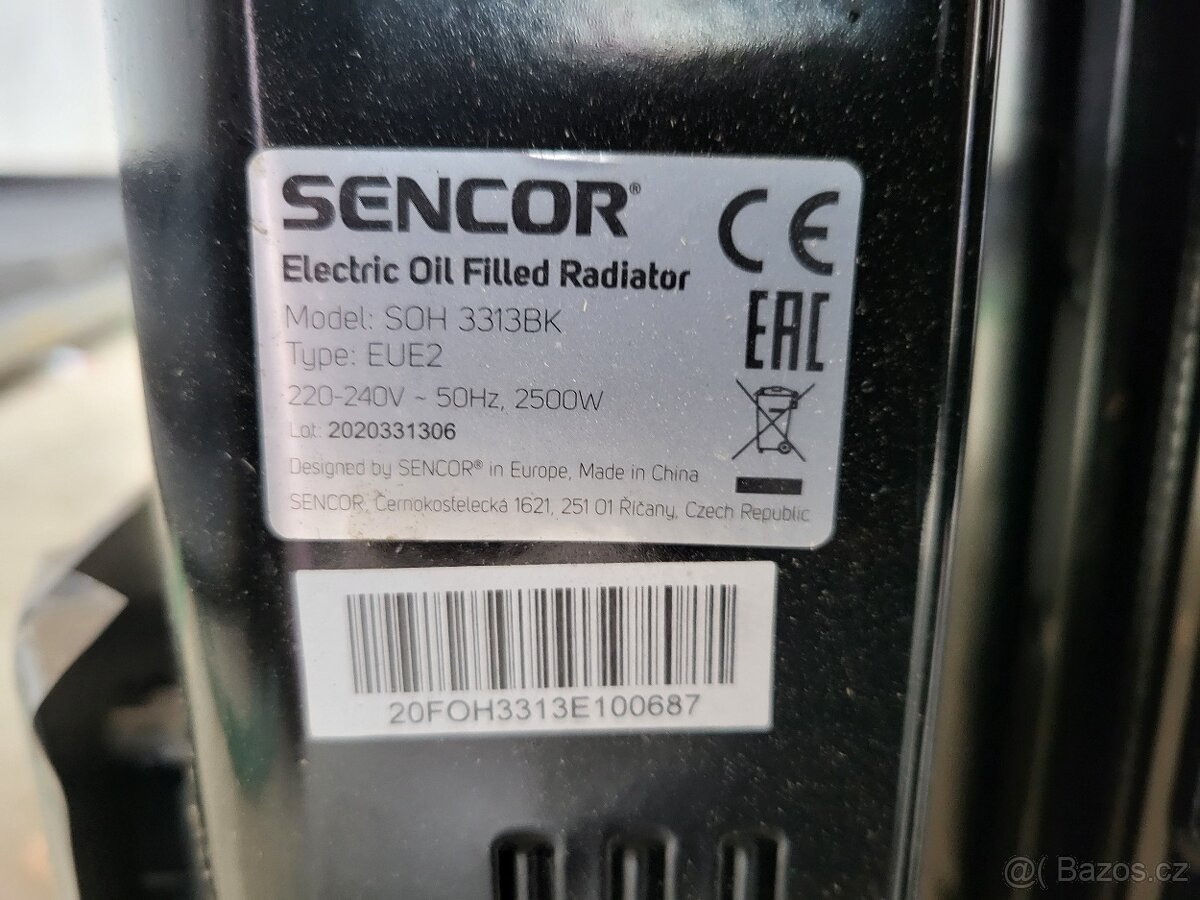 SENCOR®
Electric Oil Filled Radiator
Model: SOH 3313BK
Type: EUE2
220-240V ~ 50Hz, 2500W
Lot: 2020331306
Designed by SENCOR® in Europe, Made in China
SENCOR, Černokostelecká 1621, 251 01 Říčany, Czech Republic
CE
EAC
20FOH3313E100687
@( Bazos.cz